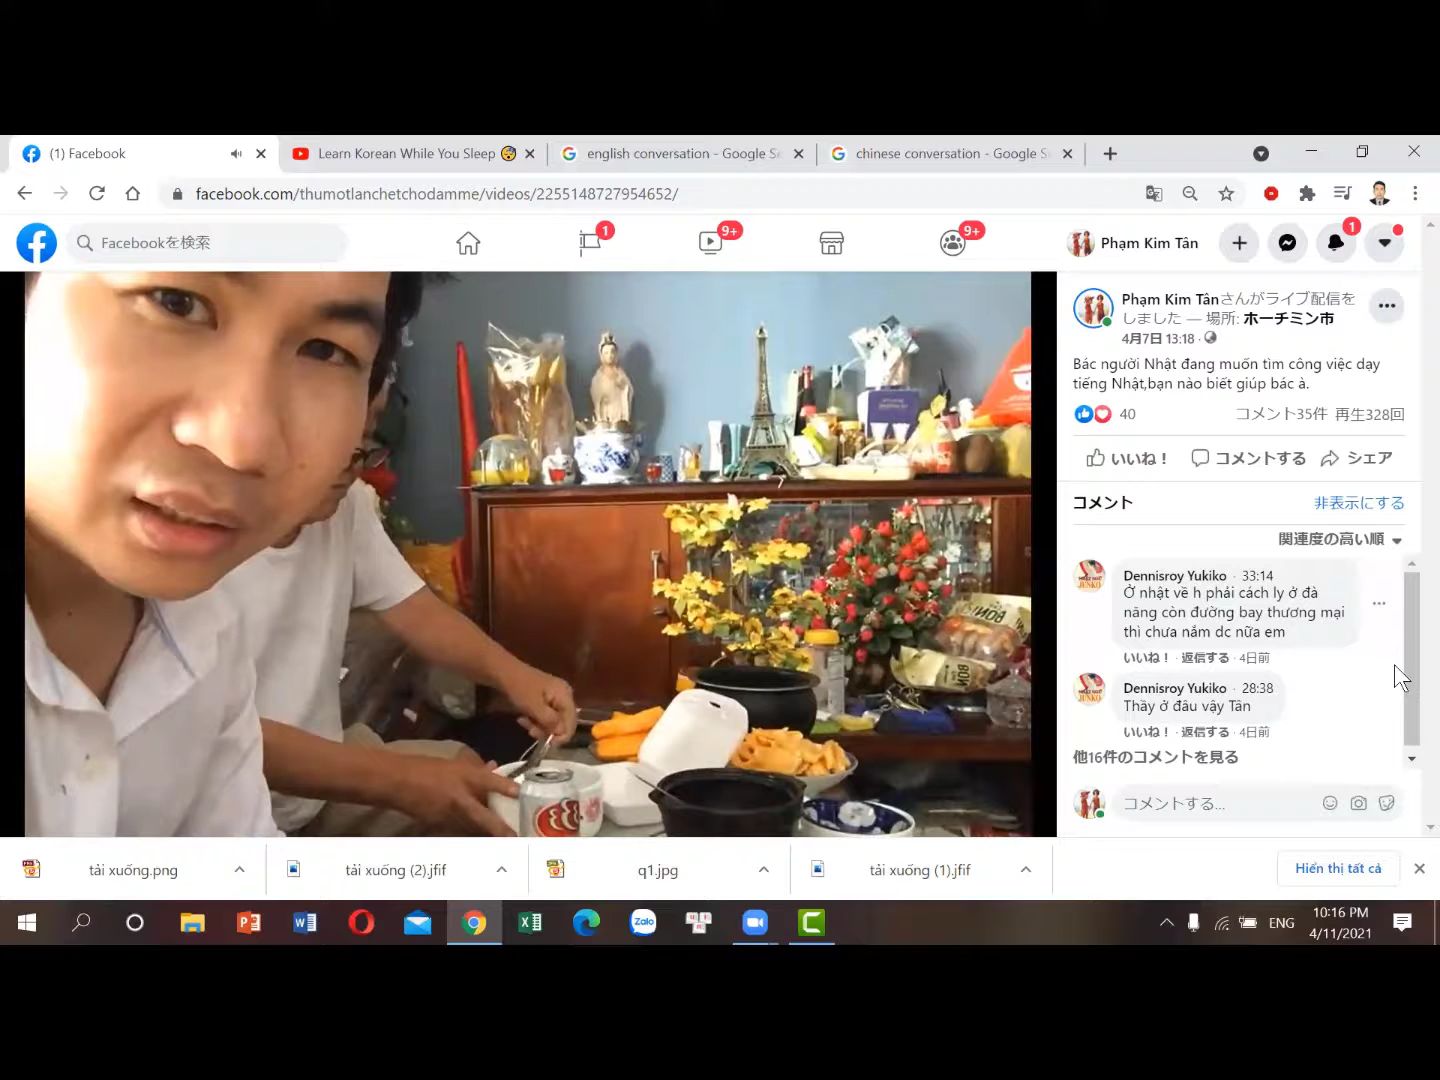 (1) Facebook
Learn Korean While You Sleep 😴
english conversation - Google Se
chinese conversation - Google Se
facebook.com/thumotlanchetchodamme/videos/2255148727954652/
Facebookを検索
1
9+
9+
Phạm Kim Tân
1
Phạm Kim Tânさんがライブ配信を
しました — 場所: ホーチミン市
4月7日 13:18 ·
Bác người Nhật đang muốn tìm công việc dạy
tiếng Nhật,bạn nào biết giúp bác à.
40
コメント35件 再生328回
いいね！ コメントする シェア
コメント
非表示にする
関連度の高い順
Dennisroy Yukiko · 33:14
Ở nhật về h phải cách ly ở đà
năng còn đường bay thương mại
thì chưa nắm dc nữa em
いいね！ · 返信する · 4日前
Dennisroy Yukiko · 28:38
Thầy ở đâu vậy Tân
いいね！ · 返信する · 4日前
他16件のコメントを見る
コメントする...
tải xuống.png
tải xuống (2).jfif
q1.jpg
tải xuống (1).jfif
Hiển thị tất cả
Zalo
ENG
10:16 PM
4/11/2021